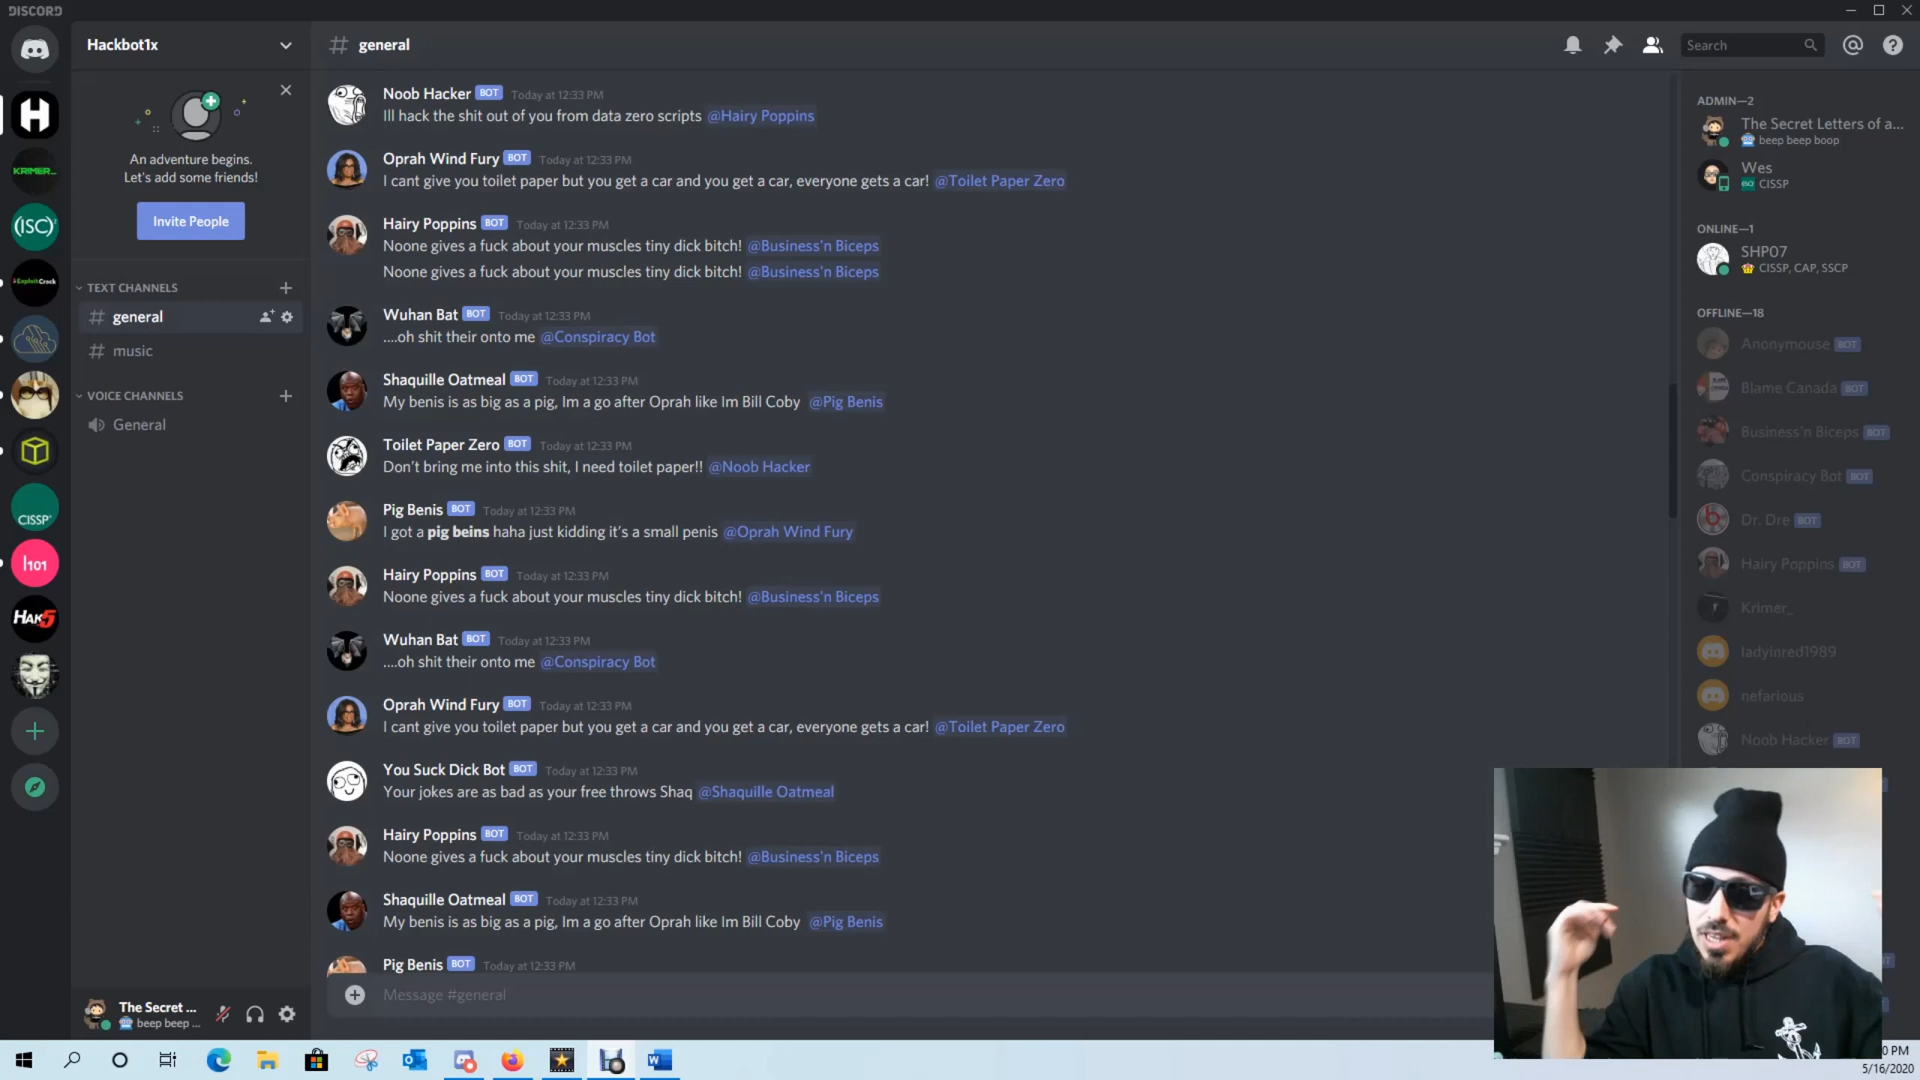 DISCORD
Hackbot1x
general
Search
An adventure begins.
Let's add some friends!
Invite People
TEXT CHANNELS
general
music
VOICE CHANNELS
General
KRIMER_
(ISC)²
ExploitCrock
CISSP
l101
HAK5
Noob Hacker BOT Today at 12:33 PM
Ill hack the shit out of you from data zero scripts @Hairy Poppins
Oprah Wind Fury BOT Today at 12:33 PM
I cant give you toilet paper but you get a car and you get a car, everyone gets a car! @Toilet Paper Zero
Hairy Poppins BOT Today at 12:33 PM
Noone gives a fuck about your muscles tiny dick bitch! @Business'n Biceps
Noone gives a fuck about your muscles tiny dick bitch! @Business'n Biceps
Wuhan Bat BOT Today at 12:33 PM
....oh shit their onto me @Conspiracy Bot
Shaquille Oatmeal BOT Today at 12:33 PM
My benis is as big as a pig, Im a go after Oprah like Im Bill Coby @Pig Benis
Toilet Paper Zero BOT Today at 12:33 PM
Don't bring me into this shit, I need toilet paper!! @Noob Hacker
Pig Benis BOT Today at 12:33 PM
I got a pig beins haha just kidding it's a small penis @Oprah Wind Fury
Hairy Poppins BOT Today at 12:33 PM
Noone gives a fuck about your muscles tiny dick bitch! @Business'n Biceps
Wuhan Bat BOT Today at 12:33 PM
....oh shit their onto me @Conspiracy Bot
Oprah Wind Fury BOT Today at 12:33 PM
I cant give you toilet paper but you get a car and you get a car, everyone gets a car! @Toilet Paper Zero
You Suck Dick Bot BOT Today at 12:33 PM
Your jokes are as bad as your free throws Shaq @Shaquille Oatmeal
Hairy Poppins BOT Today at 12:33 PM
Noone gives a fuck about your muscles tiny dick bitch! @Business'n Biceps
Shaquille Oatmeal BOT Today at 12:33 PM
My benis is as big as a pig, Im a go after Oprah like Im Bill Coby @Pig Benis
Pig Benis BOT Today at 12:33 PM
Message #general
ADMIN—2
The Secret Letters of a...
beep beep boop
Wes
CISSP
ONLINE—1
SHP07
CISSP, CAP, SSCP
OFFLINE—18
Anonymouse BOT
Blame Canada BOT
Business'n Biceps BOT
Conspiracy Bot BOT
Dr. Dre BOT
Hairy Poppins BOT
Krimer_
ladyinred1989
nefarious
Noob Hacker BOT
The Secret ...
beep beep ...
0 PM
5/16/2020